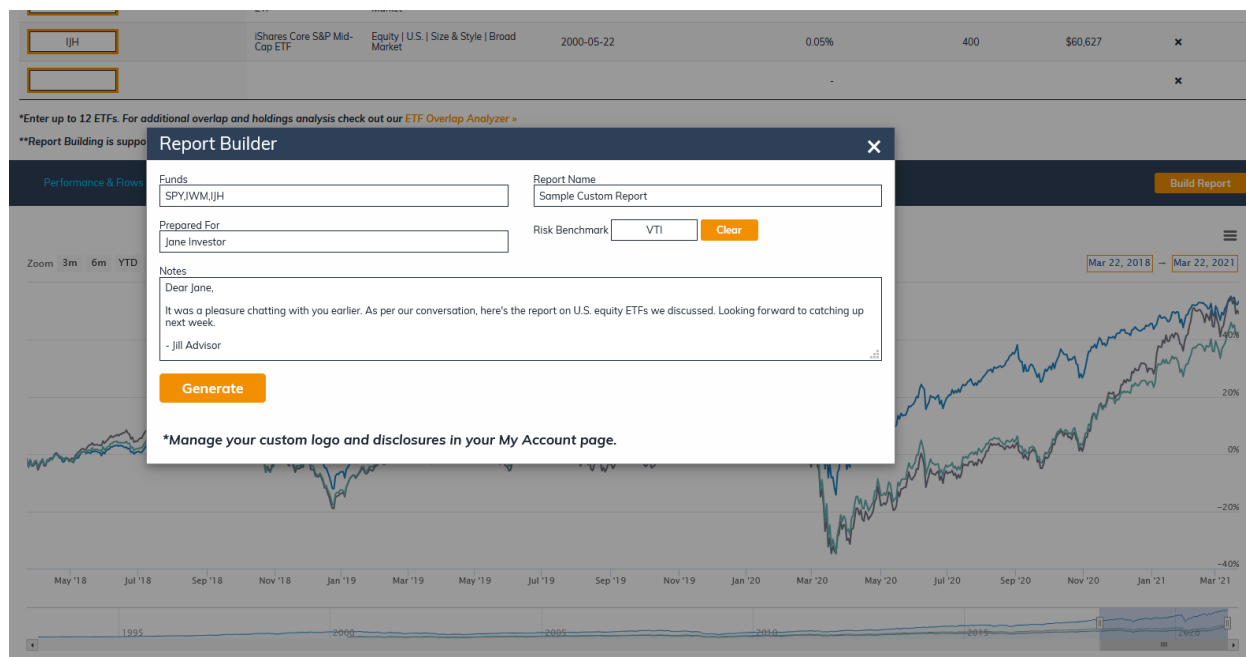 ETF
Market
IJH
iShares Core S&P Mid-
Cap ETF
Equity | U.S. | Size & Style | Broad
Market
2000-05-22
0.05%
400
$60,627
×
-
×
*Enter up to 12 ETFs. For additional overlap and holdings analysis check out our ETF Overlap Analyzer »
**Report Building is suppo
Report Builder
×
Performance & Flows
Build Report
Funds
SPY,IWM,IJH
Report Name
Sample Custom Report
Prepared For
Jane Investor
Risk Benchmark
VTI
Clear
Notes
Dear Jane,
It was a pleasure chatting with you earlier. As per our conversation, here's the report on U.S. equity ETFs we discussed. Looking forward to catching up
next week.
- Jill Advisor
Generate
*Manage your custom logo and disclosures in your My Account page.
Zoom 3m 6m YTD
Mar 22, 2018 → Mar 22, 2021
40%
20%
0%
-20%
-40%
May '18 Jul '18 Sep '18 Nov '18 Jan '19 Mar '19 May '19 Jul '19 Sep '19 Nov '19 Jan '20 Mar '20 May '20 Jul '20 Sep '20 Nov '20 Jan '21 Mar '21
1995 2000 2005 2010 2015 2020